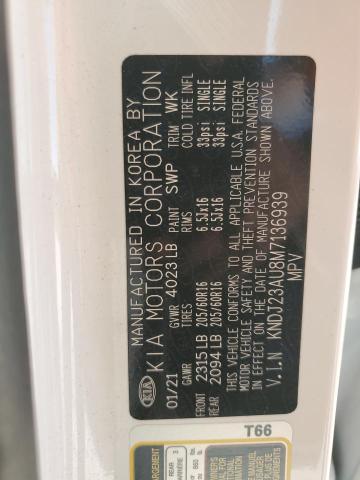 MANUFACTURED IN KOREA BY
KIA KIA MOTORS CORPORATION
01/21 GVWR 4023 LB PAINT SWP TRIM WK
GAWR TIRES RIMS COLD TIRE INFL
FRONT 2315 LB 205/60R16 6.5Jx16 33psi SINGLE
REAR 2094 LB 205/60R16 6.5Jx16 33psi SINGLE
THIS VEHICLE CONFORMS TO ALL APPLICABLE U.S.A. FEDERAL
MOTOR VEHICLE SAFETY AND THEFT PREVENTION STANDARDS
IN EFFECT ON THE DATE OF MANUFACTURE SHOWN ABOVE.
V.I.N KNDJ23AU8M7136939
MPV
T66
REAR 3